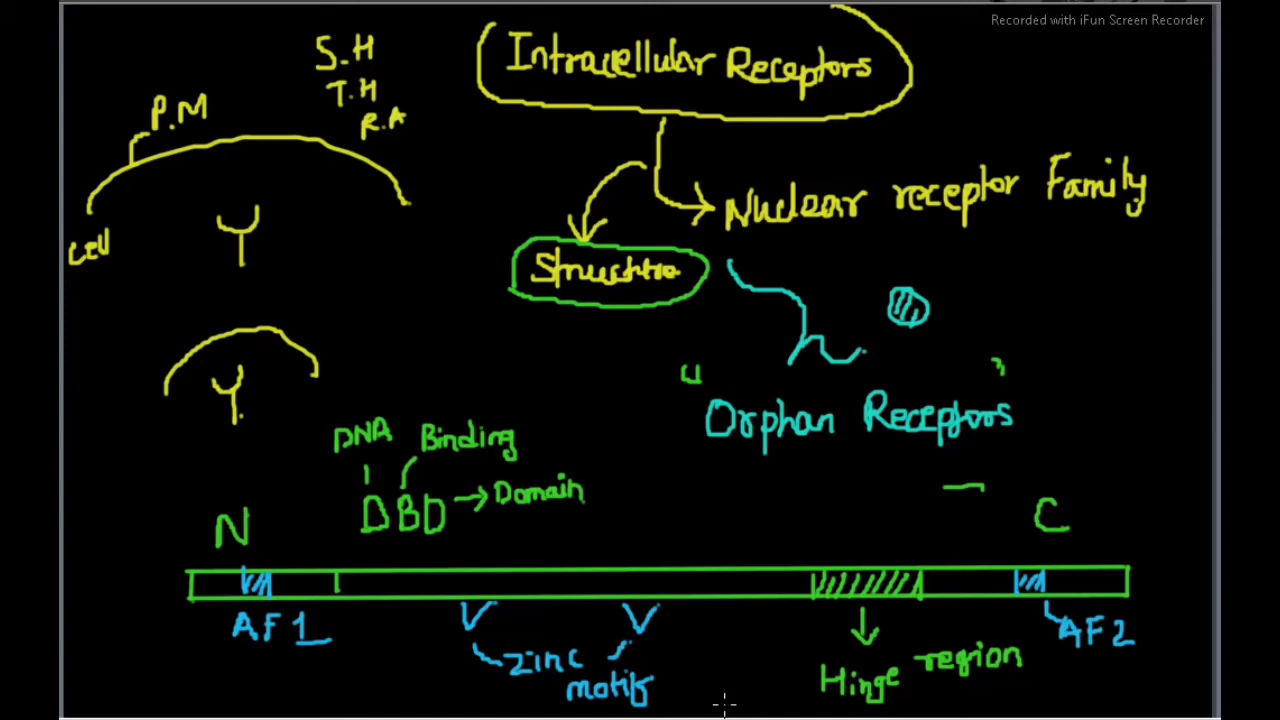 Recorded with iFun Screen Recorder
Intracellular Receptors
S.H
T.H
R.A
P.M
Cell
Nuclear receptor Family
Structure
" Orphan Receptors "
DNA Binding
DBD → Domain
N
C
AF1
AF2
Zinc
motif
Hinge region